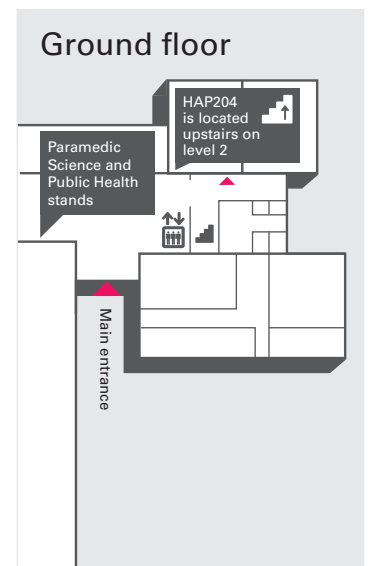 Ground floor
HAP204
is located
upstairs on
level 2
Paramedic
Science and
Public Health
stands
Main entrance